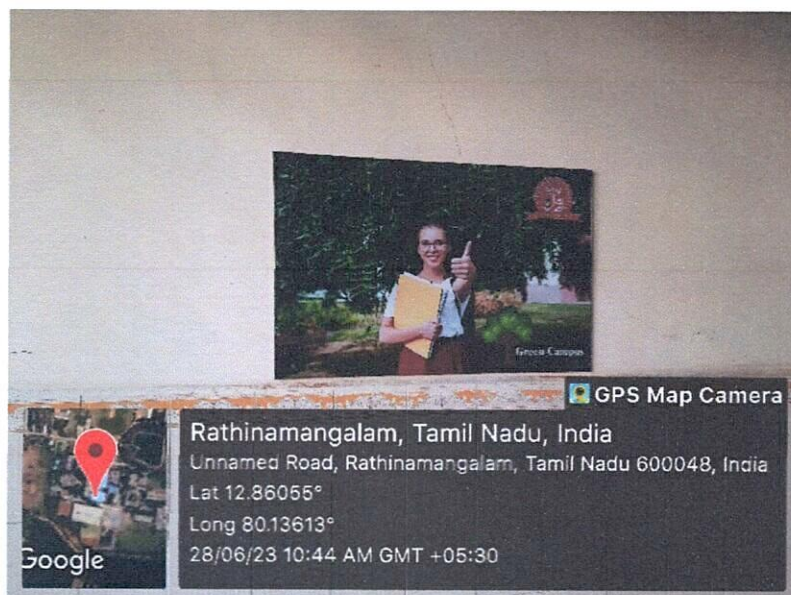 Green Campus
GPS Map Camera
Rathinamangalam, Tamil Nadu, India
Unnamed Road, Rathinamangalam, Tamil Nadu 600048, India
Lat 12.86055°
Long 80.13613°
28/06/23 10:44 AM GMT +05:30
Google